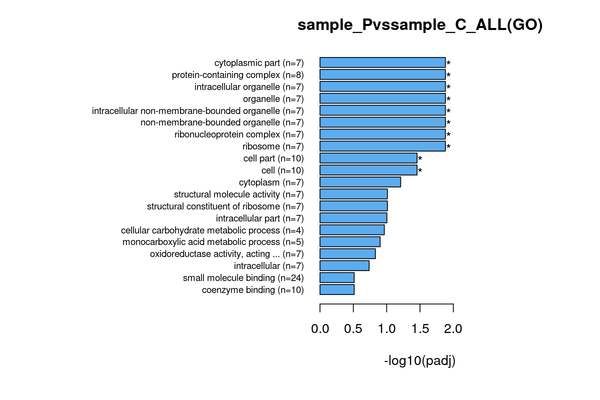 sample_Pvssample_C_ALL(GO)
cytoplasmic part (n=7)
*
protein-containing complex (n=8)
*
intracellular organelle (n=7)
*
organelle (n=7)
*
intracellular non-membrane-bounded organelle (n=7)
*
non-membrane-bounded organelle (n=7)
*
ribonucleoprotein complex (n=7)
*
ribosome (n=7)
*
cell part (n=10)
*
cell (n=10)
*
cytoplasm (n=7)
structural molecule activity (n=7)
structural constituent of ribosome (n=7)
intracellular part (n=7)
cellular carbohydrate metabolic process (n=4)
monocarboxylic acid metabolic process (n=5)
oxidoreductase activity, acting ... (n=7)
intracellular (n=7)
small molecule binding (n=24)
coenzyme binding (n=10)
0.0 0.5 1.0 1.5 2.0
-log10(padj)